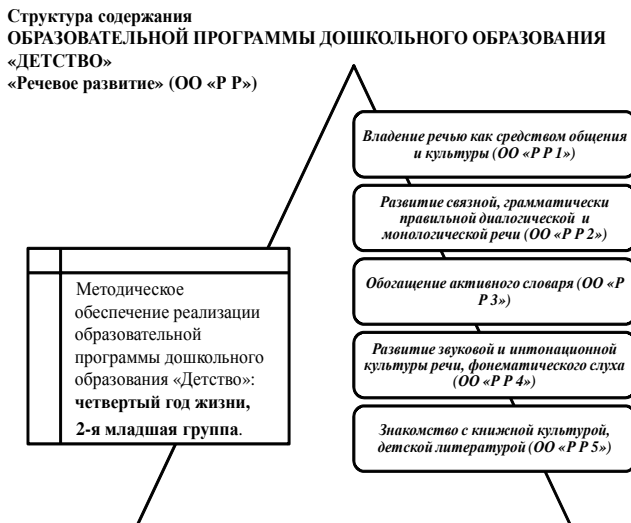 Структура содержания
ОБРАЗОВАТЕЛЬНОЙ ПРОГРАММЫ ДОШКОЛЬНОГО ОБРАЗОВАНИЯ
«ДЕТСТВО»
«Речевое развитие» (ОО «Р Р»)
Владение речью как средством общения
и культуры (ОО «Р Р 1»)
Развитие связной, грамматически
правильной диалогической и
монологической речи (ОО «Р Р 2»)
Обогащение активного словаря (ОО «Р
Р 3»)
Развитие звуковой и интонационной
культуры речи, фонематического слуха
(ОО «Р Р 4»)
Знакомство с книжной культурой,
детской литературой (ОО «Р Р 5»)
Методическое
обеспечение реализации
образовательной
программы дошкольного
образования «Детство»:
четвертый год жизни,
2-я младшая группа.